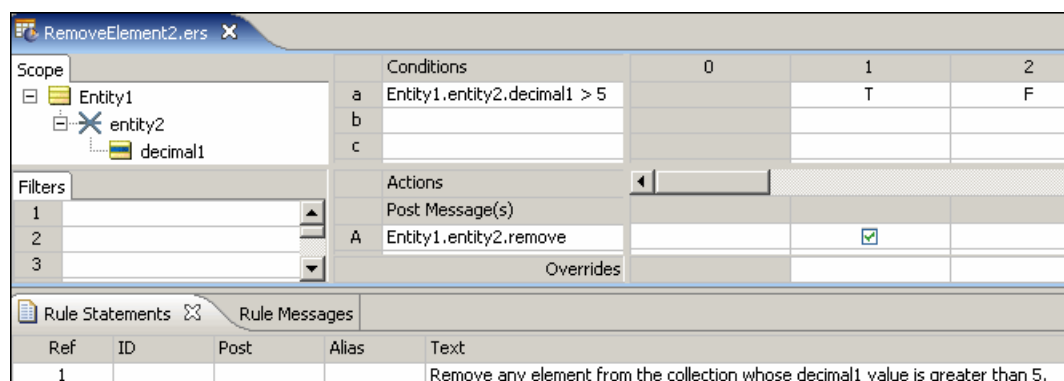 RemoveElement2.ers
Scope Conditions 0 1 2
Entity1 a Entity1.entity2.decimal1 > 5 T F
entity2 b
decimal1 c
Filters Actions
1 Post Message(s)
2 A Entity1.entity2.remove
3 Overrides
Rule Statements Rule Messages
Ref ID Post Alias Text
1 Remove any element from the collection whose decimal1 value is greater than 5.